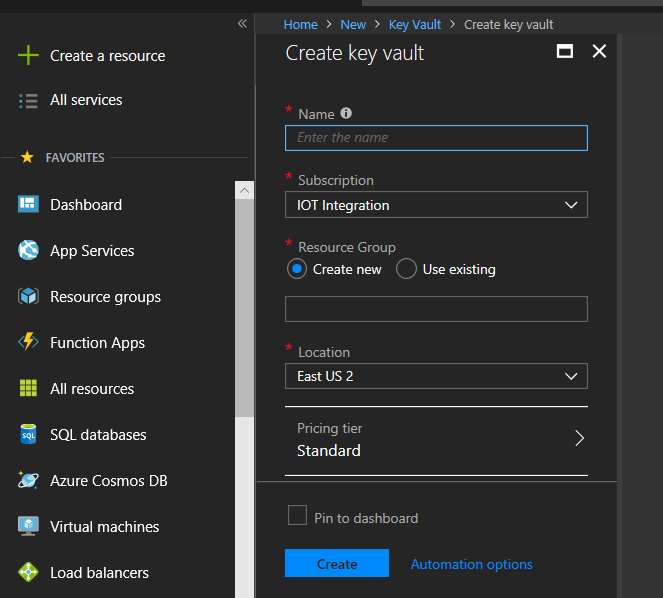 Home > New > Key Vault > Create key vault
Create a resource
All services
FAVORITES
Dashboard
App Services
Resource groups
Function Apps
All resources
SQL databases
SQL
Azure Cosmos DB
Virtual machines
Load balancers
Create key vault
* Name
Enter the name
* Subscription
IOT Integration
* Resource Group
Create new
Use existing
* Location
East US 2
Pricing tier
Standard
Pin to dashboard
Create
Automation options